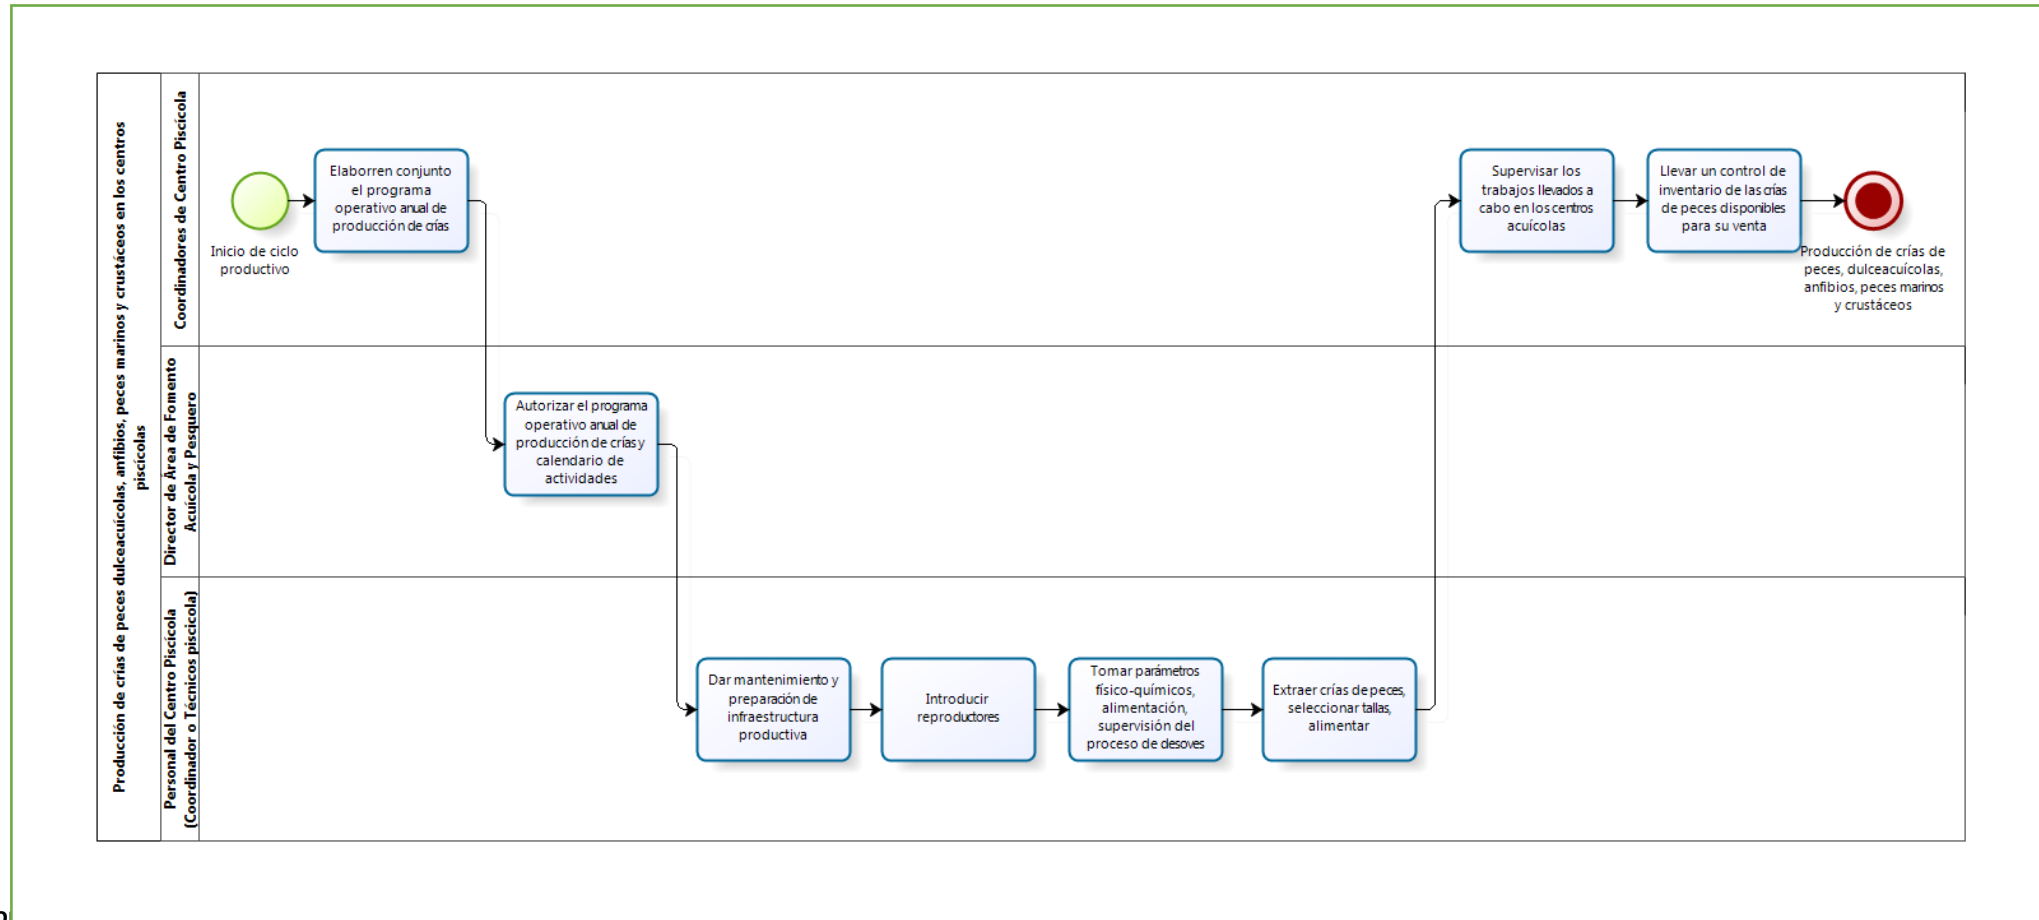 Producción de crías de peces dulceacuícolas, anfibios, peces marinos y crustáceos en los centros
piscícolas
Coordinadores de Centro Piscícola
Inicio de ciclo
productivo
Elaborren conjunto
el programa
operativo anual de
producción de crías
Supervisar los
trabajos llevados a
cabo en los centros
acuícolas
Llevar un control de
inventario de las crías
de peces disponibles
para su venta
Producción de crías de
peces, dulceacuícolas,
anfibios, peces marinos
y crustáceos
Director de Área de Fomento
Acuícola y Pesquero
Autorizar el programa
operativo anual de
producción de crías y
calendario de
actividades
Personal del Centro Piscícola
(Coordinador o Técnicos piscicola)
Dar mantenimiento y
preparación de
infraestructura
productiva
Introducir
reproductores
Tomar parámetros
físico-químicos,
alimentación,
supervisión del
proceso de desoves
Extraer crías de peces,
seleccionar tallas,
alimentar